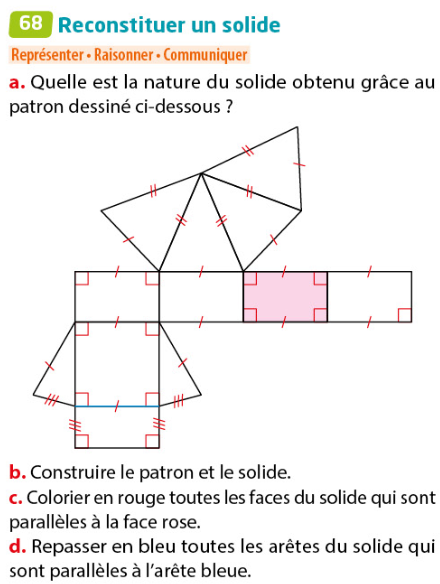 68 Reconstituer un solide
Représenter • Raisonner • Communiquer
a. Quelle est la nature du solide obtenu grâce au
patron dessiné ci-dessous ?
b. Construire le patron et le solide.
c. Colorier en rouge toutes les faces du solide qui sont
parallèles à la face rose.
d. Repasser en bleu toutes les arêtes du solide qui
sont parallèles à l’arête bleue.